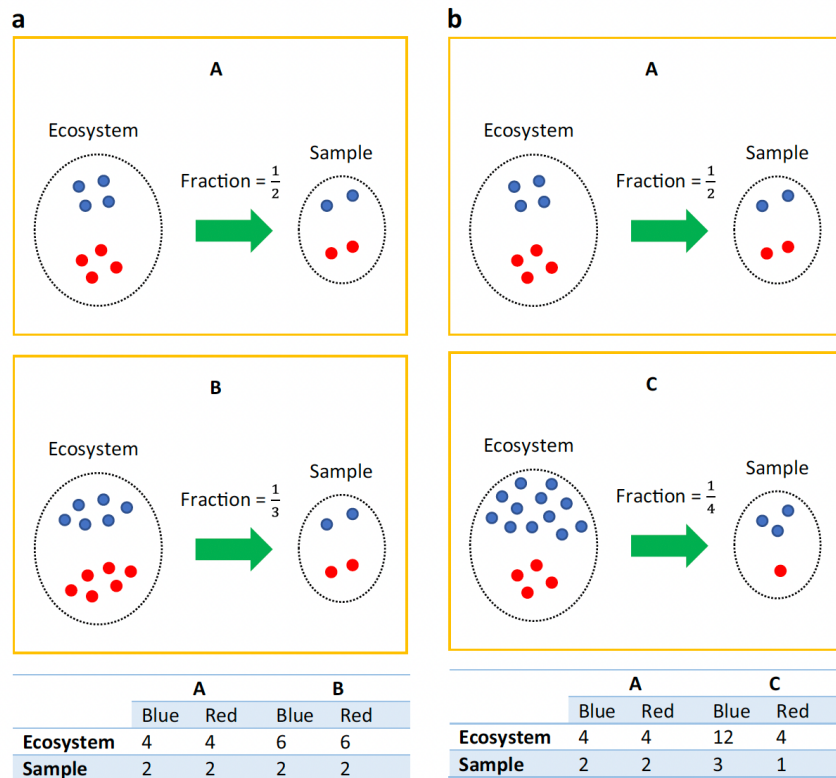 a
A
Ecosystem
Sample
Fraction = 1/2
B
Ecosystem
Sample
Fraction = 1/3
A B
Blue Red Blue Red
Ecosystem 4 4 6 6
Sample 2 2 2 2
b
A
Ecosystem
Sample
Fraction = 1/2
C
Ecosystem
Sample
Fraction = 1/4
A C
Blue Red Blue Red
Ecosystem 4 4 12 4
Sample 2 2 3 1